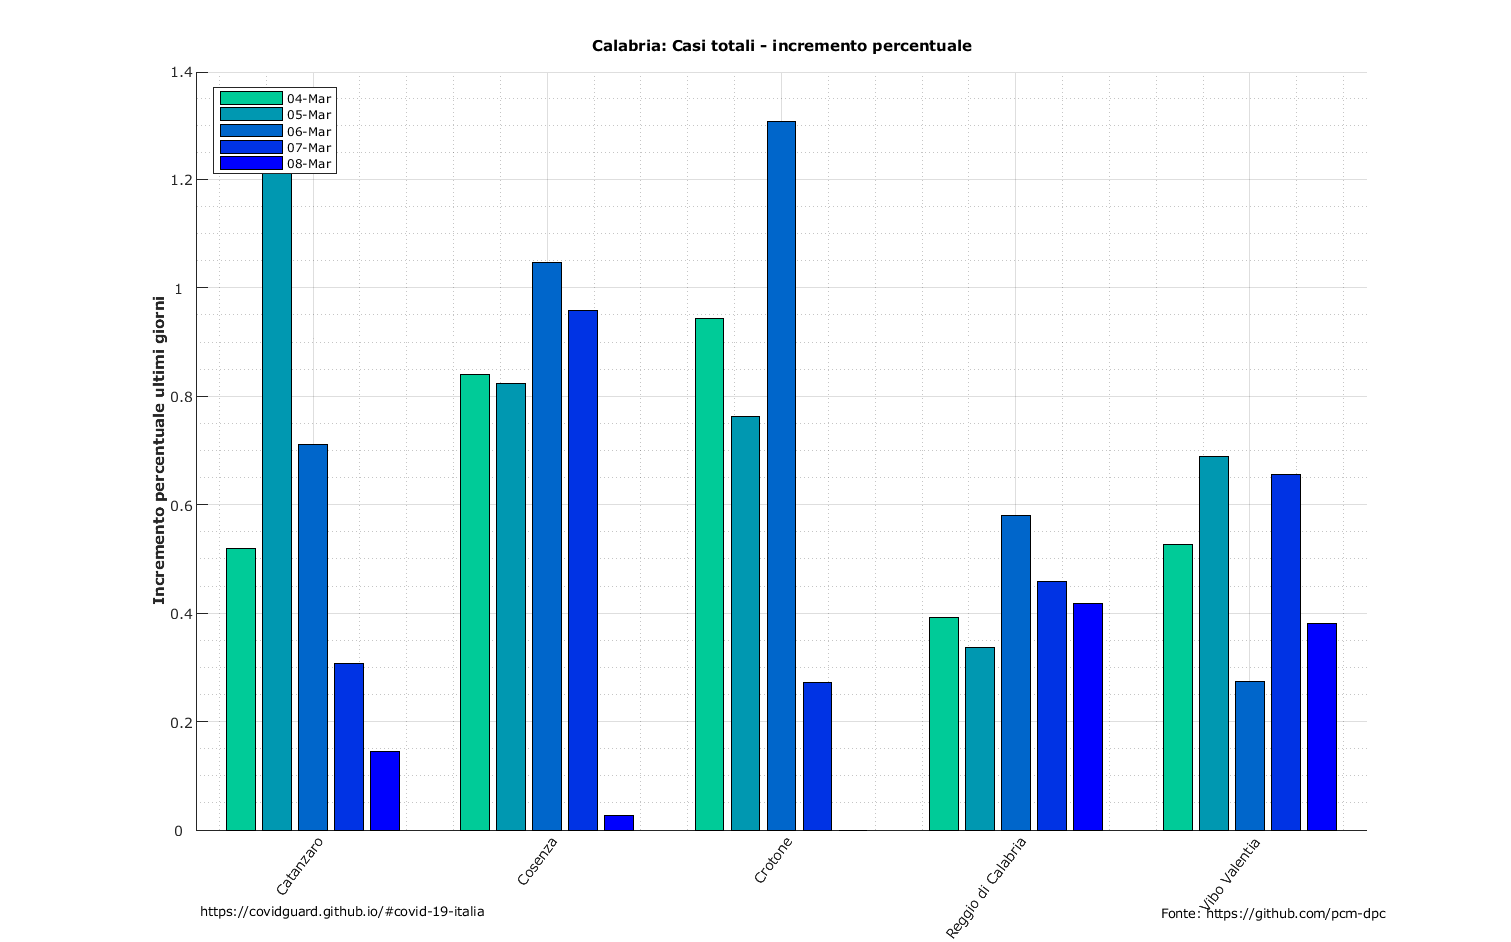 Calabria: Casi totali - incremento percentuale
1.4
1.2
1
0.8
0.6
0.4
0.2
0
Incremento percentuale ultimi giorni
04-Mar
05-Mar
06-Mar
07-Mar
08-Mar
Catanzaro
Cosenza
Crotone
Reggio di Calabria
Vibo Valentia
https://covidguard.github.io/#covid-19-italia
Fonte: https://github.com/pcm-dpc